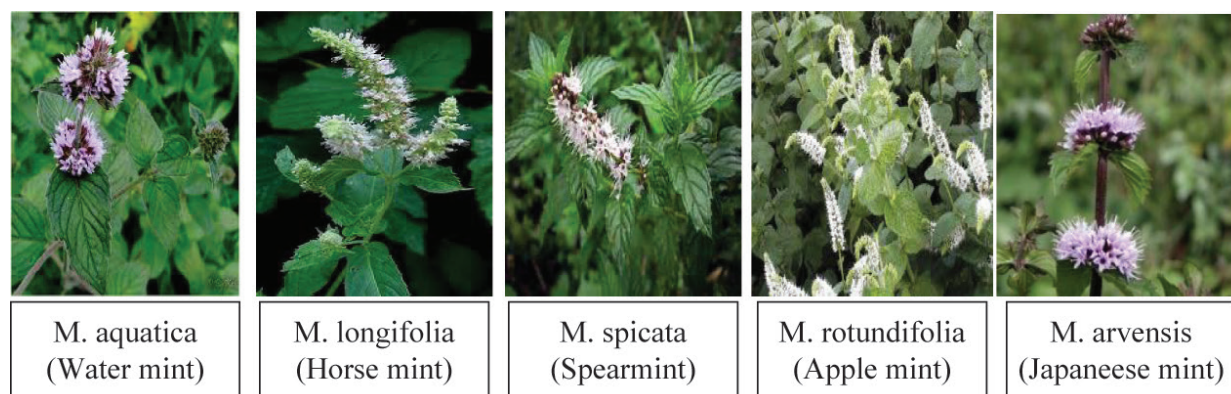 M. aquatica
(Water mint)
M. longifolia
(Horse mint)
M. spicata
(Spearmint)
M. rotundifolia
(Apple mint)
M. arvensis
(Japaneese mint)